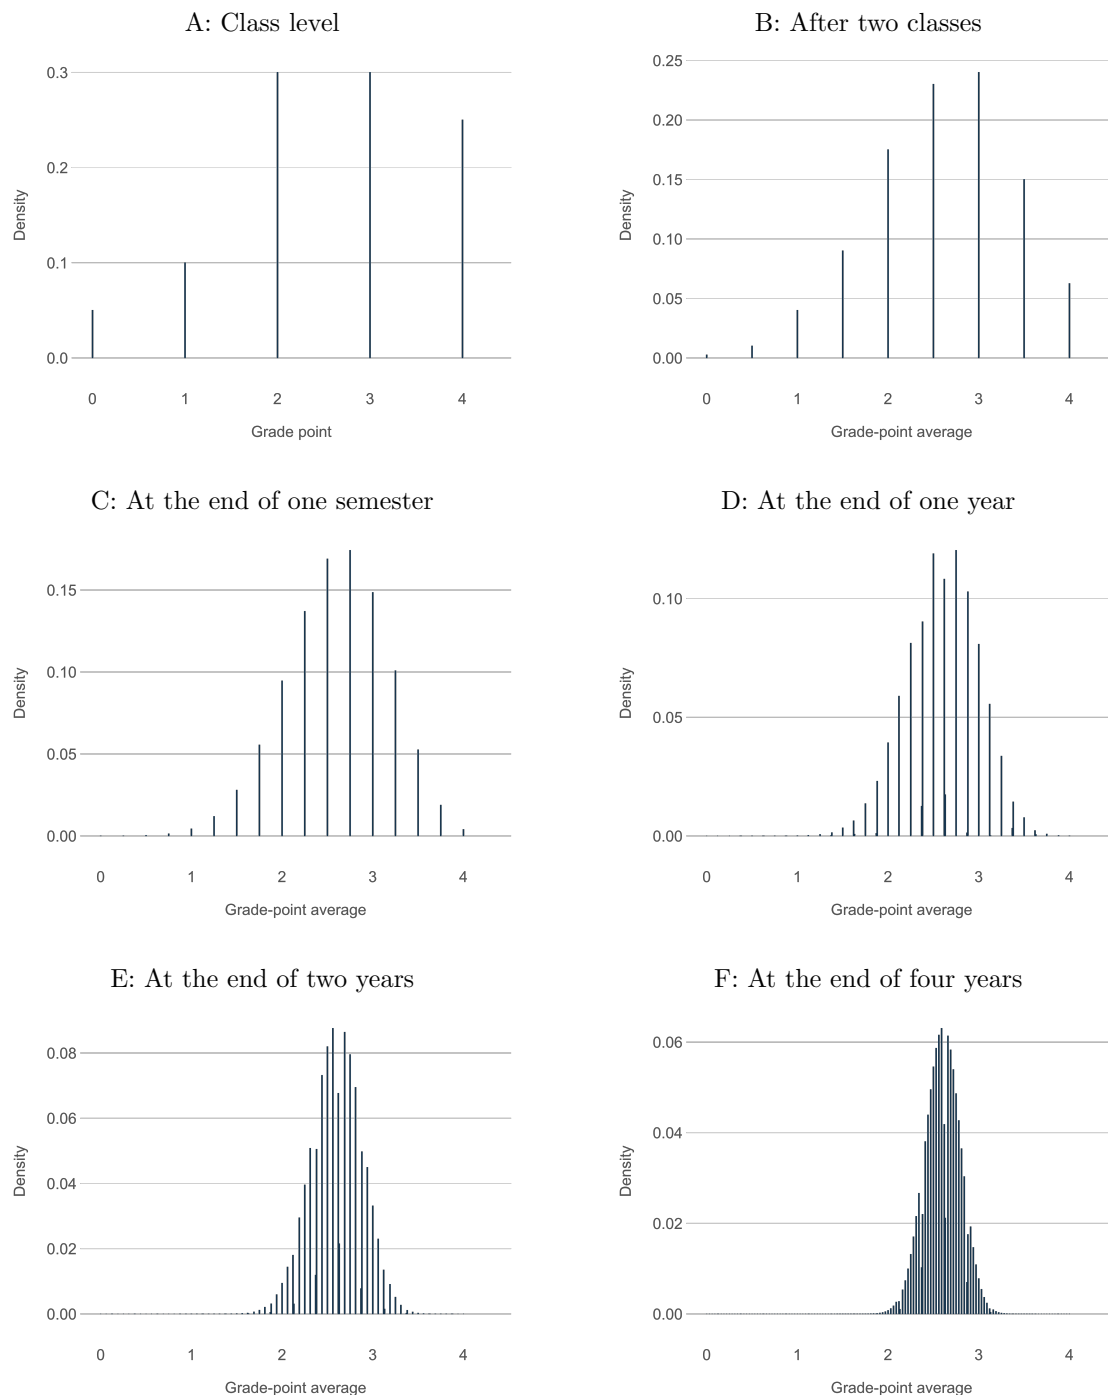 A: Class level
0.3
0.2
0.1
0.0
Density
0 1 2 3 4
Grade point
B: After two classes
0.25
0.20
0.15
0.10
0.05
0.00
Density
0 1 2 3 4
Grade-point average
C: At the end of one semester
0.15
0.10
0.05
0.00
Density
0 1 2 3 4
Grade-point average
D: At the end of one year
0.10
0.05
0.00
Density
0 1 2 3 4
Grade-point average
E: At the end of two years
0.08
0.06
0.04
0.02
0.00
Density
0 1 2 3 4
Grade-point average
F: At the end of four years
0.06
0.04
0.02
0.00
Density
0 1 2 3 4
Grade-point average